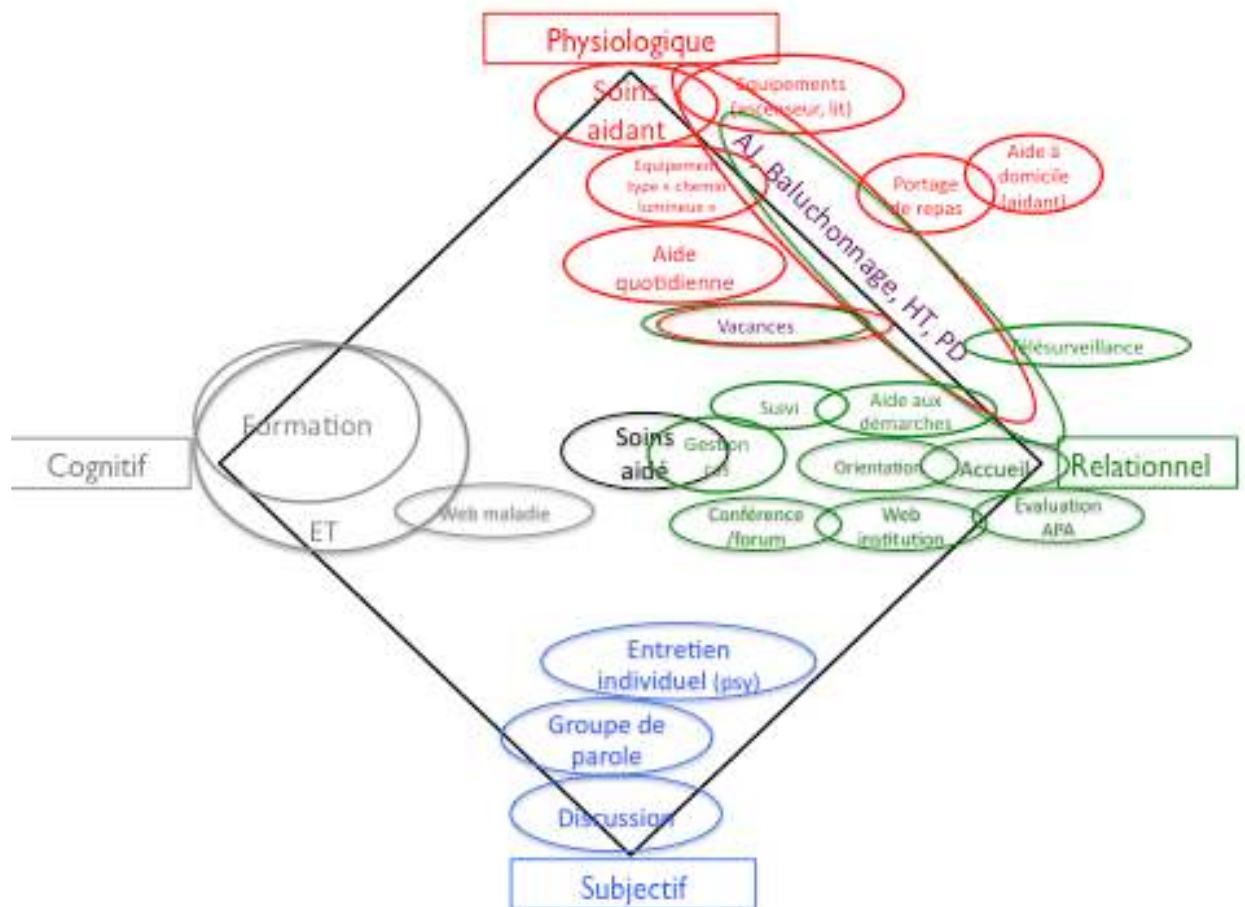 Physiologique
Soins
aidant
Equipements
(ascenseur, lit)
Equipement
type « chemin
lumineux »
AJ, Baluchonnage, HT, PD
Portage
de repas
Aide à
domicile
(aidant)
Aide
quotidienne
Vacances
Télésurveillance
Formation
Cognitif
ET
Web maladie
Soins
aidé
Gestion
cas
Suivi
Aide aux
démarches
Orientation
Accueil
Relationnel
Conférence
/forum
Web
institution
Evaluation
APA
Entretien
individuel (psy)
Groupe de
parole
Discussion
Subjectif